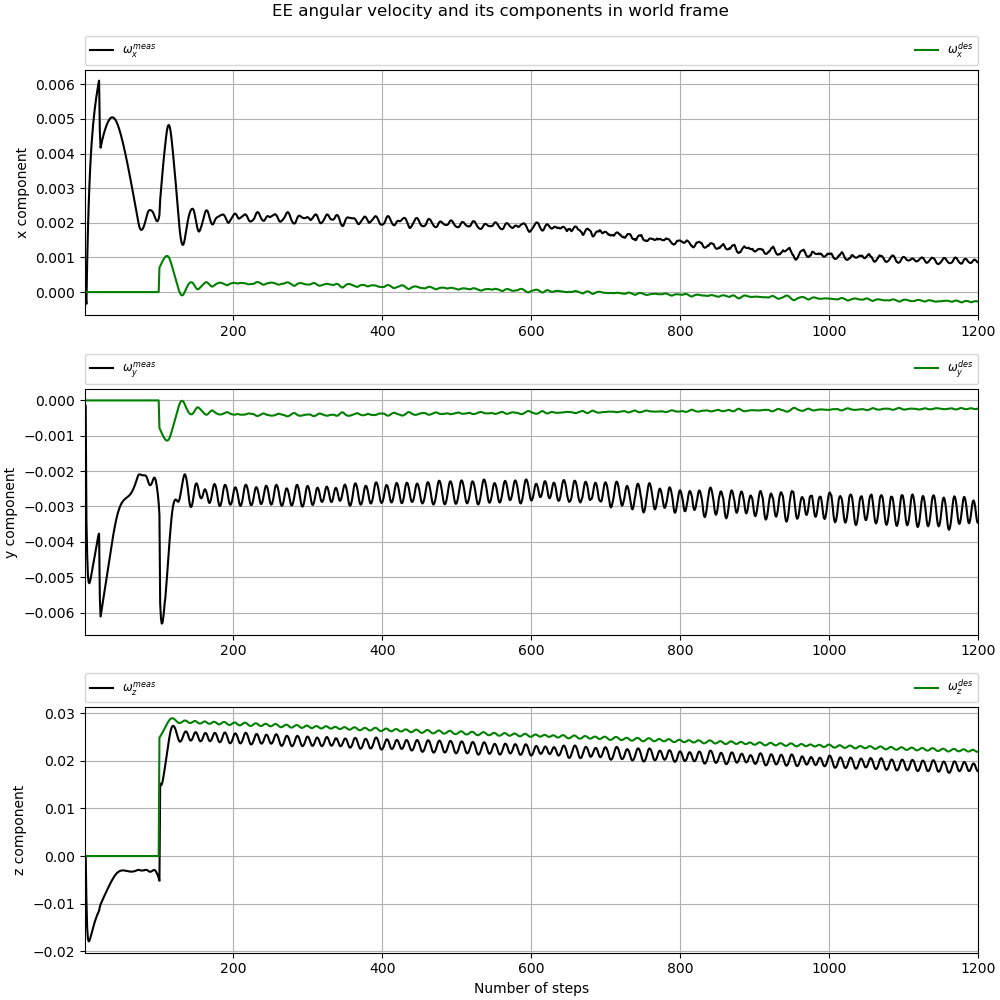 EE angular velocity and its components in world frame
ω_x^meas ω_x^des
0.006
0.005
0.004
0.003
0.002
0.001
0.000
x component
200 400 600 800 1000 1200
ω_y^meas ω_y^des
0.000
−0.001
−0.002
−0.003
−0.004
−0.005
−0.006
y component
200 400 600 800 1000 1200
ω_z^meas ω_z^des
0.03
0.02
0.01
0.00
−0.01
−0.02
z component
200 400 600 800 1000 1200
Number of steps